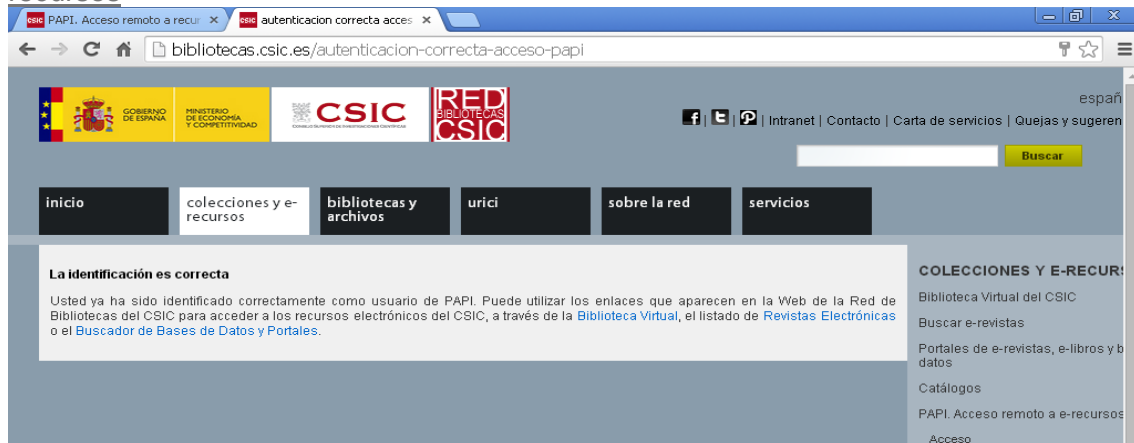 recursos
PAPI. Acceso remoto a recur
autenticacion correcta acces
bibliotecas.csic.es/autenticacion-correcta-acceso-papi
españ
GOBIERNO
DE ESPAÑA
MINISTERIO
DE ECONOMÍA
Y COMPETITIVIDAD
CSIC
CONSEJO SUPERIOR DE INVESTIGACIONES CIENTÍFICAS
RED
BIBLIOTECAS
CSIC
| Intranet | Contacto | Carta de servicios | Quejas y sugeren
Buscar
inicio
colecciones y e-
recursos
bibliotecas y
archivos
urici
sobre la red
servicios
La identificación es correcta
Usted ya ha sido identificado correctamente como usuario de PAPI. Puede utilizar los enlaces que aparecen en la Web de la Red de
Bibliotecas del CSIC para acceder a los recursos electrónicos del CSIC, a través de la Biblioteca Virtual, el listado de Revistas Electrónicas
o el Buscador de Bases de Datos y Portales.
COLECCIONES Y E-RECURS
Biblioteca Virtual del CSIC
Buscar e-revistas
Portales de e-revistas, e-libros y b
datos
Catálogos
PAPI. Acceso remoto a e-recursos
Acceso